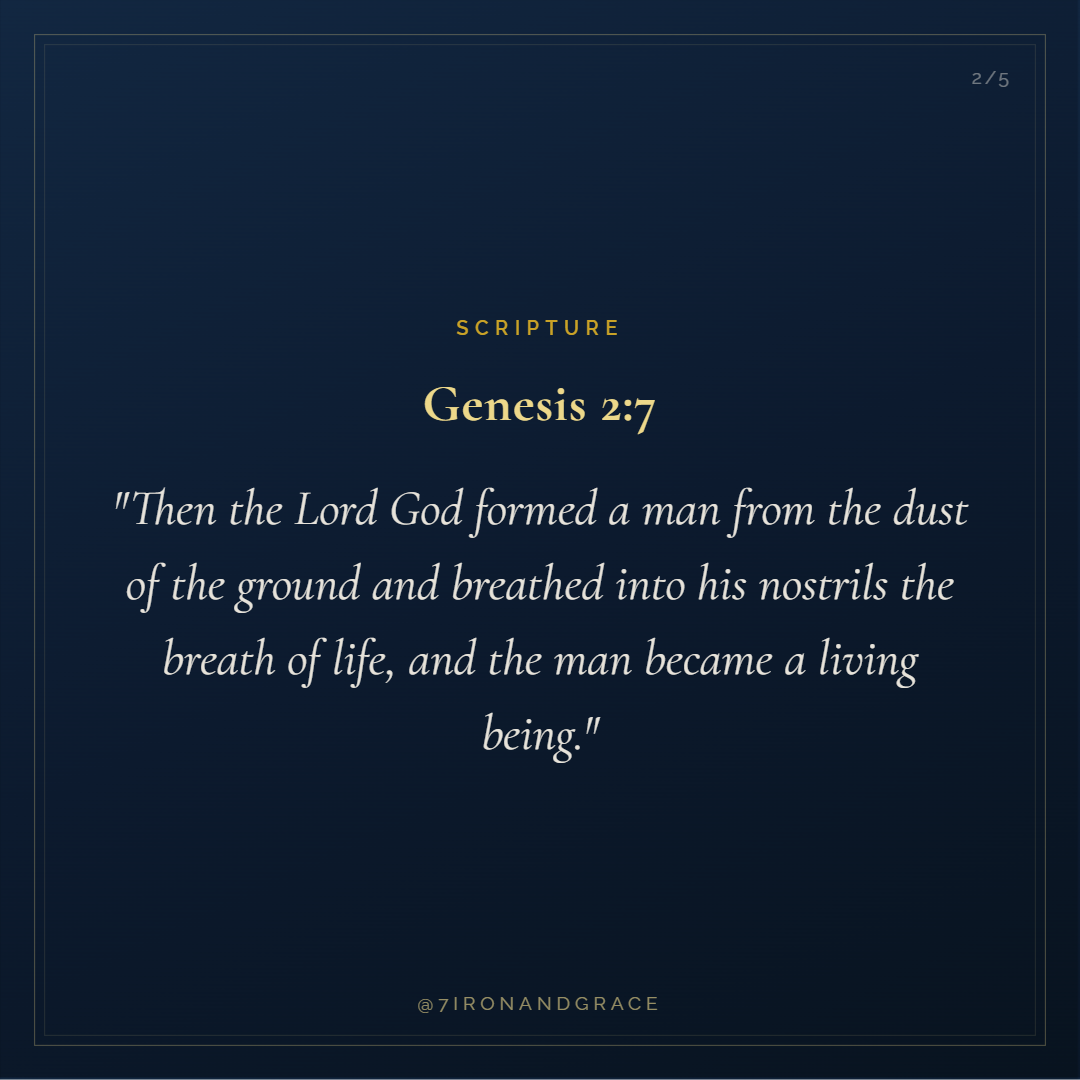 2/5
SCRIPTURE
Genesis 2:7
"Then the Lord God formed a man from the dust
of the ground and breathed into his nostrils the
breath of life, and the man became a living
being."
@7IRONANDGRACE